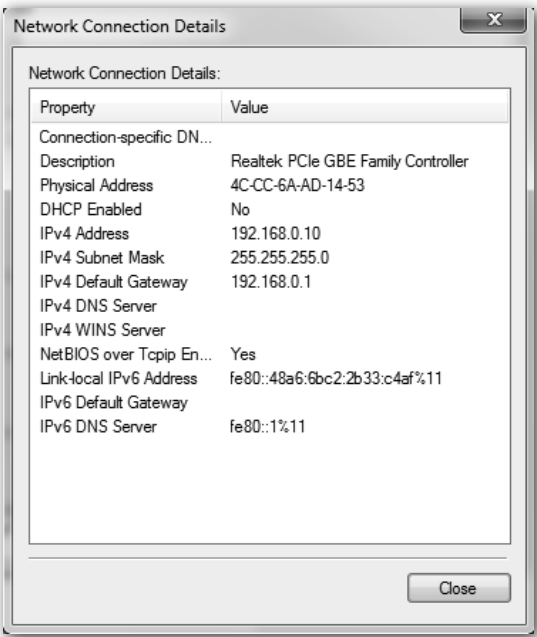 Network Connection Details
Network Connection Details:
Property Value
Connection-specific DN...
Description Realtek PCIe GBE Family Controller
Physical Address 4C-CC-6A-AD-14-53
DHCP Enabled No
IPv4 Address 192.168.0.10
IPv4 Subnet Mask 255.255.255.0
IPv4 Default Gateway 192.168.0.1
IPv4 DNS Server
IPv4 WINS Server
NetBIOS over Tcpip En... Yes
Link-local IPv6 Address fe80::48a6:6bc2:2b33:c4af%11
IPv6 Default Gateway
IPv6 DNS Server fe80::1%11
Close